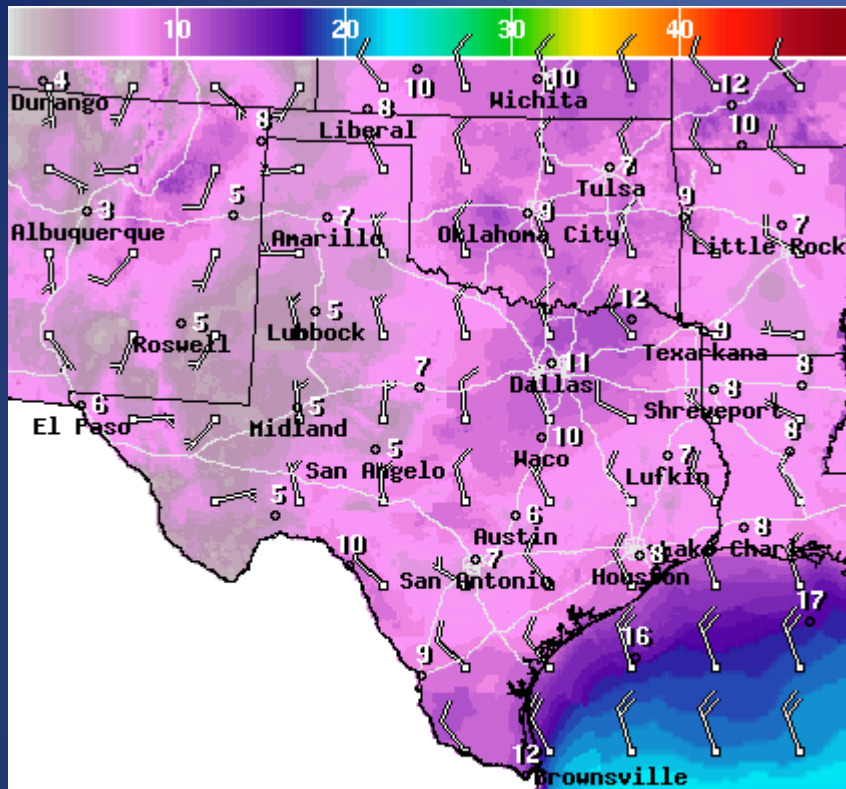 10 20 30 40
4 10 10
Durango 8 Wichita 12
Liberal
8 10
7
Tulsa
3 5 7 9 9 7
Albuquerque Amarillo Oklahoma City Little Rock
5 5 12
Roswell Lubbock 9
Texarkana
11
7 Dallas 8 8
6 5 Shreveport
El Paso Midland
5 10 7 8
San Angelo Waco Lufkin
5 6 8
Austin
10 7 8 Lake Charles
San Antonio Houston
17
9 16
12
Brownsville